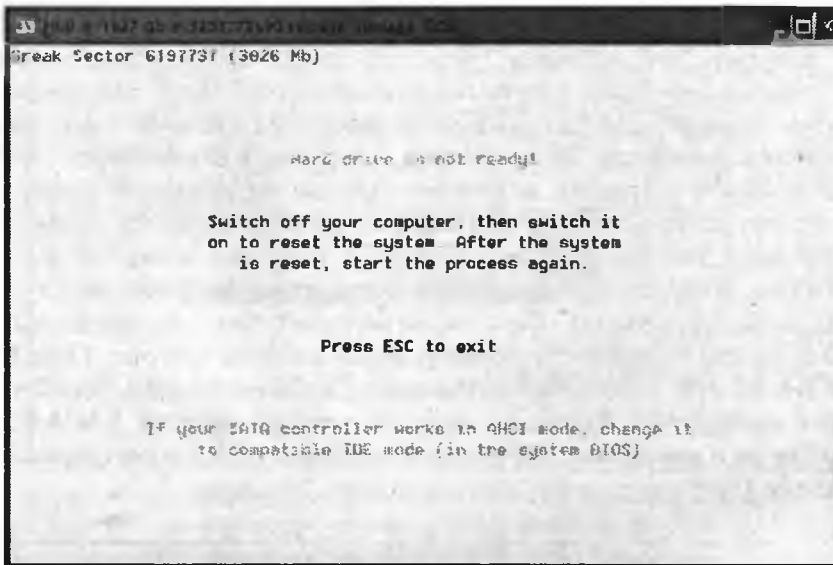 Break Sector 6197737 (3026 Mb)
Hard drive is not ready!
Switch off your computer, then switch it
on to reset the system. After the system
is reset, start the process again.
Press ESC to exit
If your SATA controller works in AHCI mode, change it
to compatible IDE mode (in the system BIOS)